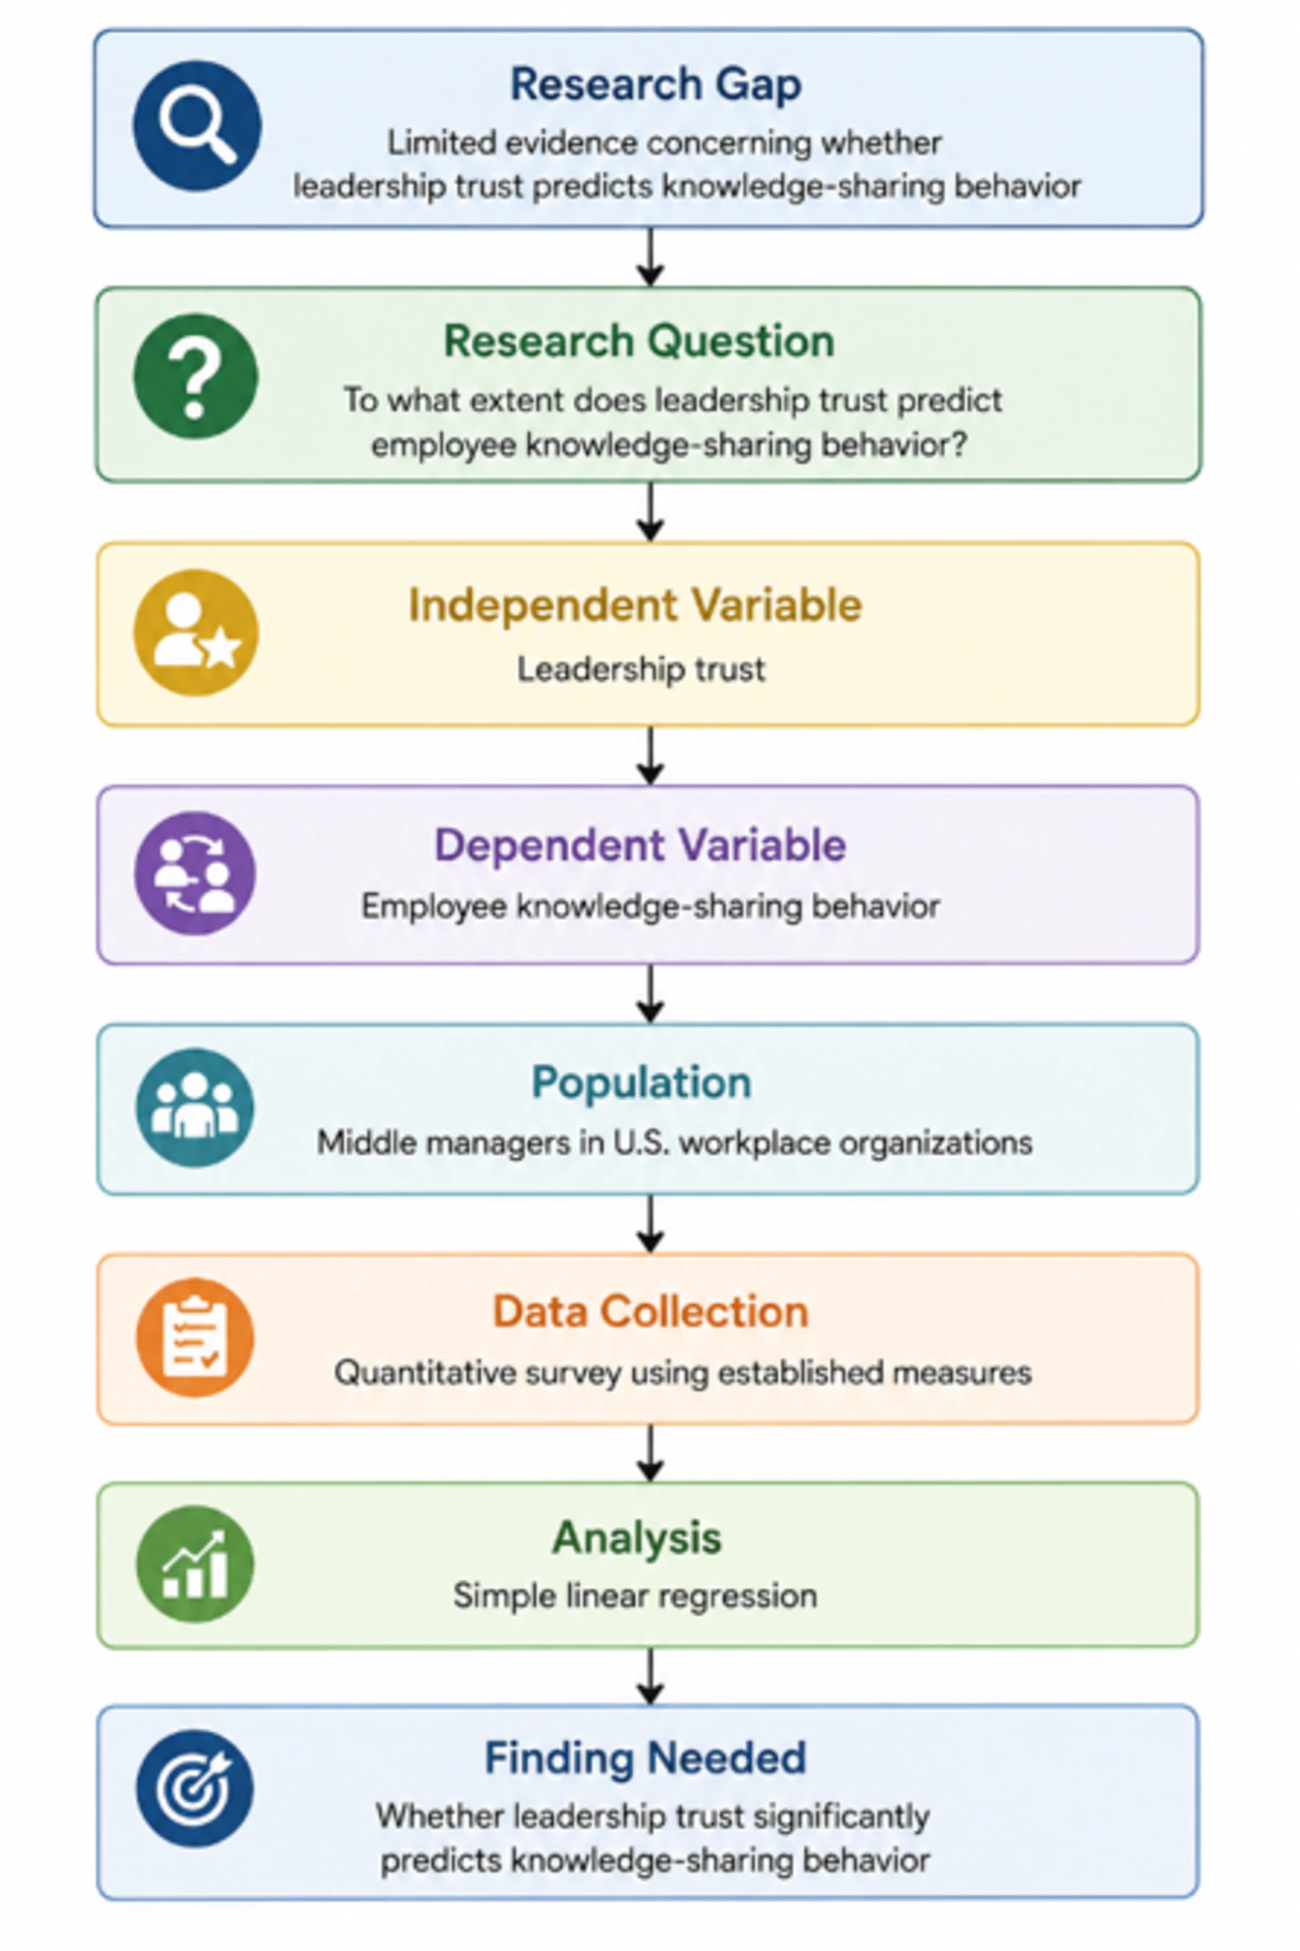 Research Gap
Limited evidence concerning whether
leadership trust predicts knowledge-sharing behavior
Research Question
To what extent does leadership trust predict
employee knowledge-sharing behavior?
Independent Variable
Leadership trust
Dependent Variable
Employee knowledge-sharing behavior
Population
Middle managers in U.S. workplace organizations
Data Collection
Quantitative survey using established measures
Analysis
Simple linear regression
Finding Needed
Whether leadership trust significantly
predicts knowledge-sharing behavior